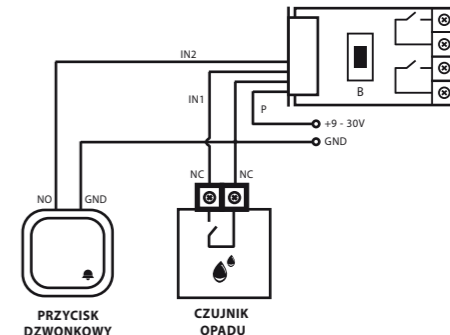 IN2
IN1
B
P
+9 - 30V
GND
NC NC
NO GND
PRZYCISK
DZWONKOWY
CZUJNIK
OPADU